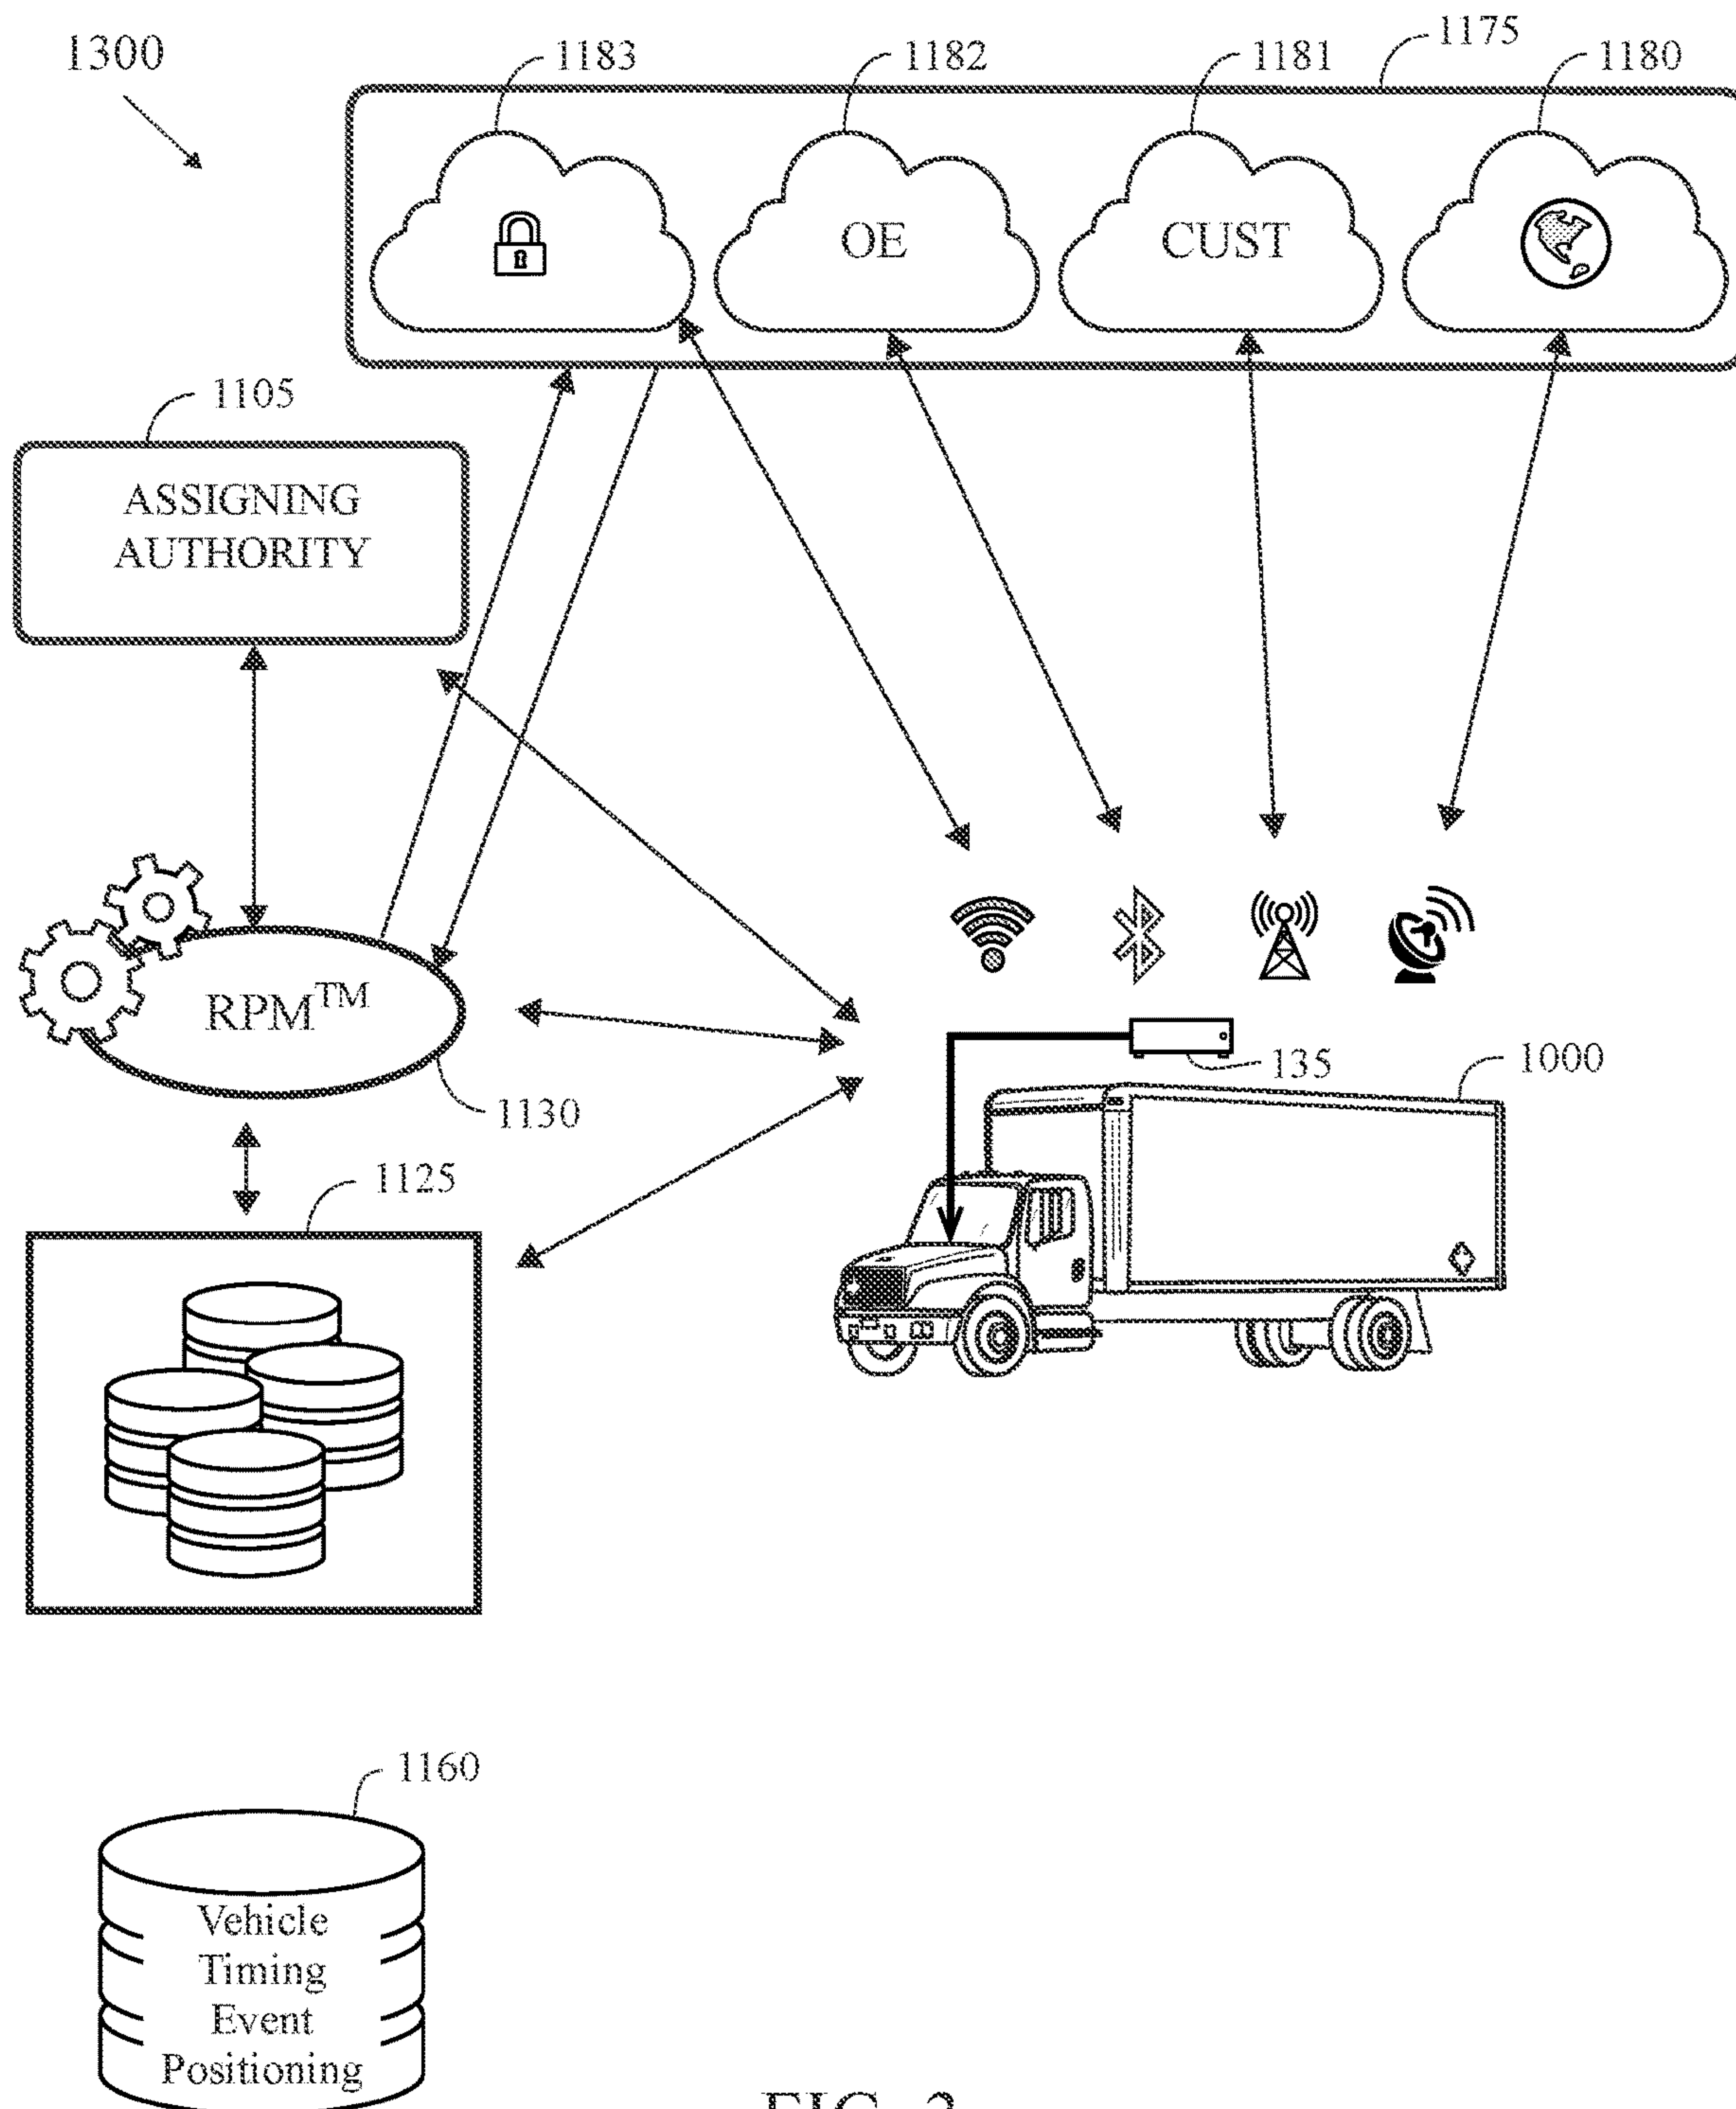 1300
1183
1182
1181
1175
1180
OE
CUST
1105
ASSIGNING
AUTHORITY
RPM™
1130
135
1000
1125
1160
Vehicle
Timing
Event
Positioning